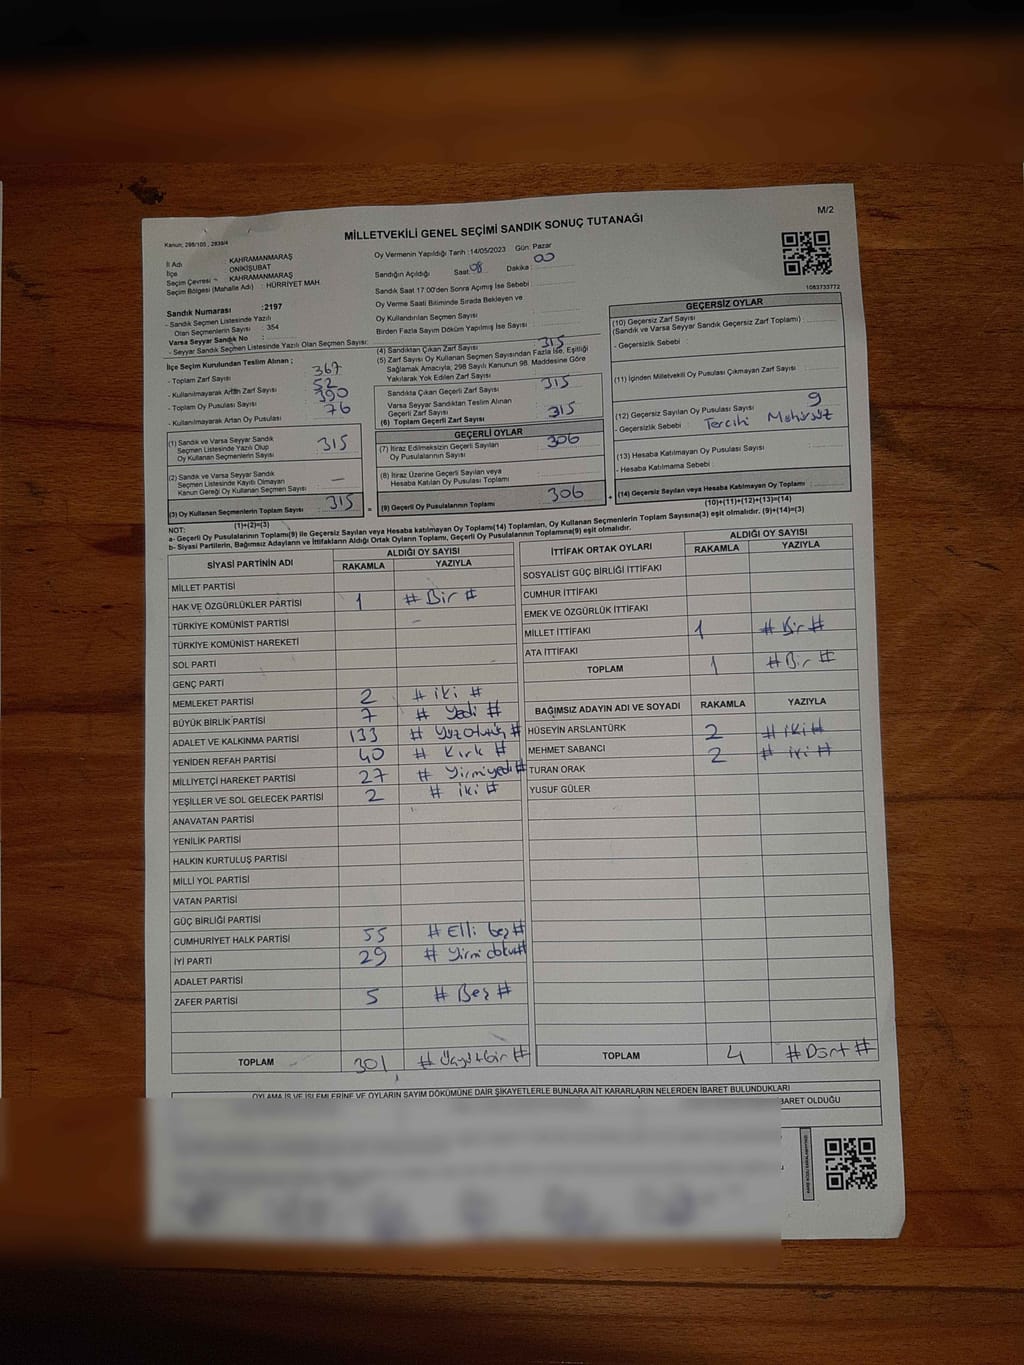 M/2
MİLLETVEKİLİ GENEL SEÇİMİ SANDIK SONUÇ TUTANAĞI
Kanun; 298/105 , 2839/4
İl Adı : KAHRAMANMARAŞ
İlçe : ONİKİŞUBAT
Seçim Çevresi : KAHRAMANMARAŞ
Seçim Bölgesi (Mahalle Adı) : HÜRRİYET MAH.
Sandık Numarası :2197
- Sandık Seçmen Listesinde Yazılı
Olan Seçmenlerin Sayısı : 354
Varsa Seyyar Sandık No :
- Seyyar Sandık Seçmen Listesinde Yazılı Olan Seçmen Sayısı:
Oy Vermenin Yapıldığı Tarih :14/05/2023 Gün: Pazar
Sandığın Açıldığı Saat: 08 Dakika : 00
Sandık Saat 17.00'den Sonra Açımış İse Sebebi :
Oy Verme Saati Bitiminde Sırada Bekleyen ve
Oy Kullandırılan Seçmen Sayısı :
Birden Fazla Sayım Döküm Yapılmış İse Sayısı :
1083733772
İlçe Seçim Kurulundan Teslim Alınan ;
- Toplam Zarf Sayısı : 367
- Kullanılmayarak Artan Zarf Sayısı : 52
- Toplam Oy Pusulası Sayısı : 390
- Kullanılmayarak Artan Oy Pusulası : 76
(1) Sandık ve Varsa Seyyar Sandık
Seçmen Listesinde Yazılı Olup
Oy Kullanan Seçmenlerin Sayısı 315
(2) Sandık ve Varsa Seyyar Sandık
Seçmen Listesinde Kayıtlı Olmayan
Kanun Gereği Oy Kullanan Seçmen Sayısı —
(3) Oy Kullanan Seçmenlerin Toplam Sayısı 315
(1)+(2)=(3)
(4) Sandıktan Çıkan Zarf Sayısı : 315
(5) Zarf Sayısı Oy Kullanan Seçmen Sayısından Fazla İse, Eşitliği
Sağlamak Amacıyla; 298 Sayılı Kanunun 98. Maddesine Göre
Yakılarak Yok Edilen Zarf Sayısı :
Sandıkta Çıkan Geçerli Zarf Sayısı 315
Varsa Seyyar Sandıktan Teslim Alınan
Geçerli Zarf Sayısı
(6) Toplam Geçerli Zarf Sayısı 315
GEÇERLİ OYLAR
(7) İtiraz Edilmeksizin Geçerli Sayılan
Oy Pusulalarının Sayısı 306
(8) İtiraz Üzerine Geçerli Sayılan veya
Hesaba Katılan Oy Pusulası Toplamı
(9) Geçerli Oy Pusulalarının Toplamı 306
GEÇERSİZ OYLAR
(10) Geçersiz Zarf Sayısı
(Sandık ve Varsa Seyyar Sandık Geçersiz Zarf Toplamı) :
- Geçersizlik Sebebi :
(11) İçinden Milletvekil Oy Pusulası Çıkmayan Zarf Sayısı :
(12) Geçersiz Sayılan Oy Pusulası Sayısı : 9
- Geçersizlik Sebebi : Tercihi Mühürsüz
(13) Hesaba Katılmayan Oy Pusulası Sayısı :
- Hesaba Katılmama Sebebi :
(14) Geçersiz Sayılan veya Hesaba Katılmayan Oy Toplamı :
(10)+(11)+(12)+(13)=(14)
NOT:
a- Geçerli Oy Pusulasının Toplamı(9) ile Geçersiz Sayılan veya Hesaba katılmayan Oy Toplamı(14) Toplamları, Oy Kullanan Seçmenlerin Toplam Sayısına(3) eşit olmalıdır. (9)+(14)=(3)
b- Siyasi Partilerin, Bağımsız Adayların ve İttifakların Aldığı Ortak Oyların Toplamı, Geçerli Oy Pusulalarının Toplamına(9) eşit olmalıdır.
SİYASİ PARTİNİN ADI ALDIĞI OY SAYISI
RAKAMLA YAZIYLA
MİLLET PARTİSİ
HAK VE ÖZGÜRLÜKLER PARTİSİ 1 # Bir #
TÜRKİYE KOMÜNİST PARTİSİ
TÜRKİYE KOMÜNİST HAREKETİ
SOL PARTİ
GENÇ PARTİ
MEMLEKET PARTİSİ 2 # iki #
BÜYÜK BİRLİK PARTİSİ 7 # Yedi #
ADALET VE KALKINMA PARTİSİ 133 # Yüz Otuzüç #
YENİDEN REFAH PARTİSİ 40 # Kırk #
MİLLİYETÇİ HAREKET PARTİSİ 27 # Yirmiyedi #
YEŞİLLER VE SOL GELECEK PARTİSİ 2 # iki #
ANAVATAN PARTİSİ
YENİLİK PARTİSİ
HALKIN KURTULUŞ PARTİSİ
MİLLİ YOL PARTİSİ
VATAN PARTİSİ
GÜÇ BİRLİĞİ PARTİSİ
CUMHURİYET HALK PARTİSİ 55 # Elli beş #
İYİ PARTİ 29 # Yirmi dokuz #
ADALET PARTİSİ
ZAFER PARTİSİ 5 # Beş #
TOPLAM 301 # Üçyüzbir #
İTTİFAK ORTAK OYLARI ALDIĞI OY SAYISI
RAKAMLA YAZIYLA
SOSYALİST GÜÇ BİRLİĞİ İTTİFAKI
CUMHUR İTTİFAKI
EMEK VE ÖZGÜRLÜK İTTİFAKI
MİLLET İTTİFAKI 1 # Bir #
ATA İTTİFAKI
TOPLAM 1 # Bir #
BAĞIMSIZ ADAYIN ADI VE SOYADI RAKAMLA YAZIYLA
HÜSEYİN ARSLANTÜRK 2 # iki #
MEHMET SABANCI 2 # iki #
TURAN ORAK
YUSUF GÜLER
TOPLAM 4 # Dört #
OYLAMA İŞ VE İŞLEMLERİNE VE OYLARIN SAYIM DÖKÜMÜNE DAİR ŞİKAYETLERLE BUNLARA AİT KARARLARIN NELERDEN İBARET BULUNDUKLARI
BARET OLDUĞU